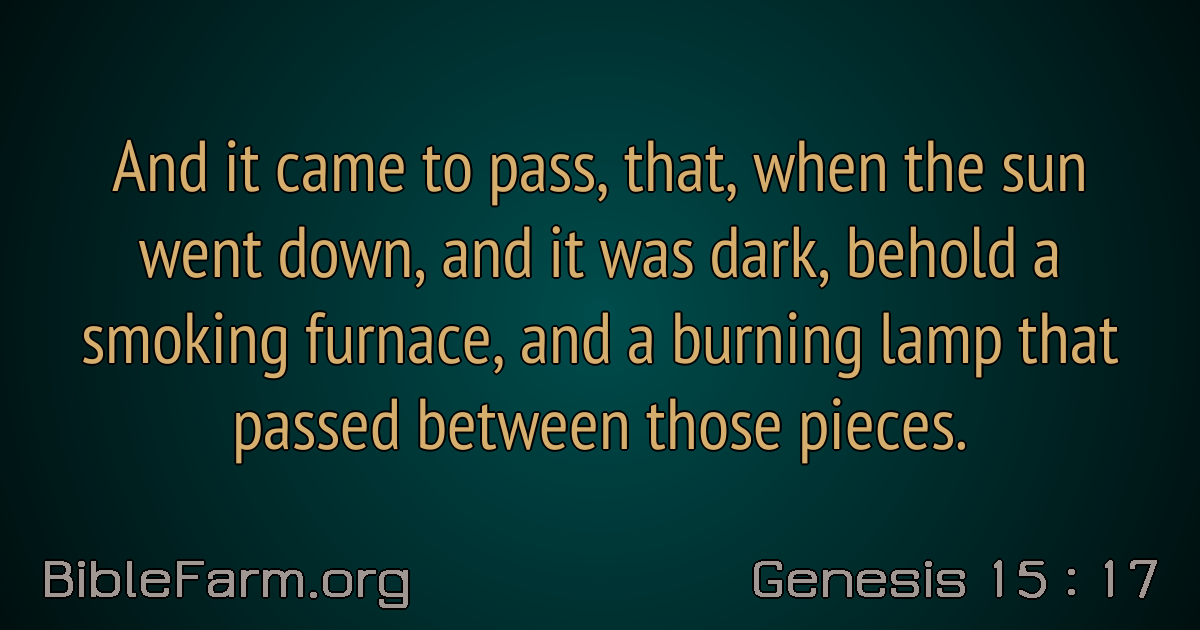 And it came to pass, that, when the sun
went down, and it was dark, behold a
smoking furnace, and a burning lamp that
passed between those pieces.
BibleFarm.org
Genesis 15 : 17